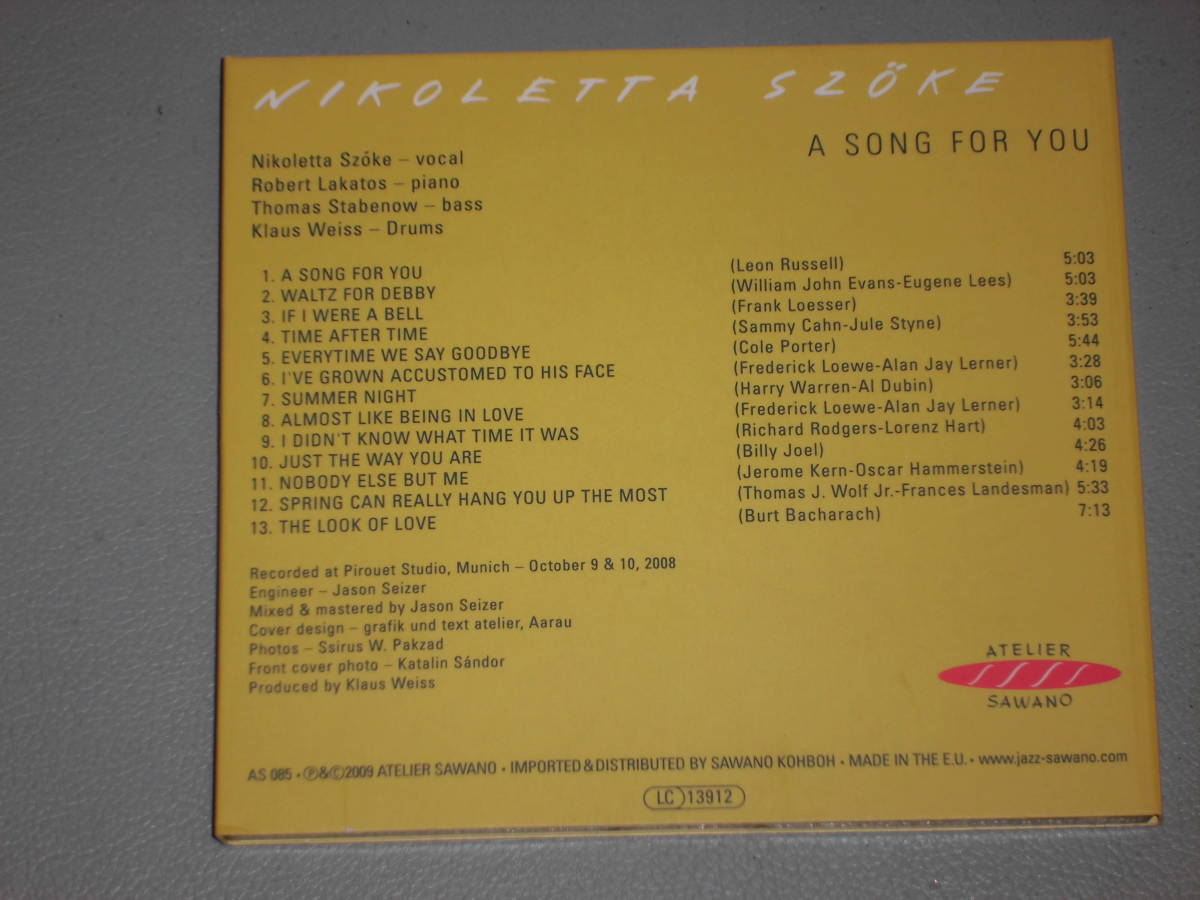 NIKOLETTA SZŐKE
A SONG FOR YOU
Nikoletta Szőke – vocal
Robert Lakatos – piano
Thomas Stabenow – bass
Klaus Weiss – Drums
1. A SONG FOR YOU (Leon Russell) 5:03
2. WALTZ FOR DEBBY (William John Evans-Eugene Lees) 5:03
3. IF I WERE A BELL (Frank Loesser) 3:39
4. TIME AFTER TIME (Sammy Cahn-Jule Styne) 3:53
5. EVERYTIME WE SAY GOODBYE (Cole Porter) 5:44
6. I'VE GROWN ACCUSTOMED TO HIS FACE (Frederick Loewe-Alan Jay Lerner) 3:28
7. SUMMER NIGHT (Harry Warren-Al Dubin) 3:06
8. ALMOST LIKE BEING IN LOVE (Frederick Loewe-Alan Jay Lerner) 3:14
9. I DIDN'T KNOW WHAT TIME IT WAS (Richard Rodgers-Lorenz Hart) 4:03
10. JUST THE WAY YOU ARE (Billy Joel) 4:26
11. NOBODY ELSE BUT ME (Jerome Kern-Oscar Hammerstein) 4:19
12. SPRING CAN REALLY HANG YOU UP THE MOST (Thomas J. Wolf Jr.-Frances Landesman) 5:33
13. THE LOOK OF LOVE (Burt Bacharach) 7:13
Recorded at Pirouet Studio, Munich – October 9 & 10, 2008
Engineer – Jason Seizer
Mixed & mastered by Jason Seizer
Cover design – grafik und text atelier, Aarau
Photos – Ssirus W. Pakzad
Front cover photo – Katalin Sándor
Produced by Klaus Weiss
ATELIER
SAWANO
AS 085 • ℗&©2009 ATELIER SAWANO • IMPORTED & DISTRIBUTED BY SAWANO KOHBOH • MADE IN THE E.U. • www.jazz-sawano.com
LC 13912